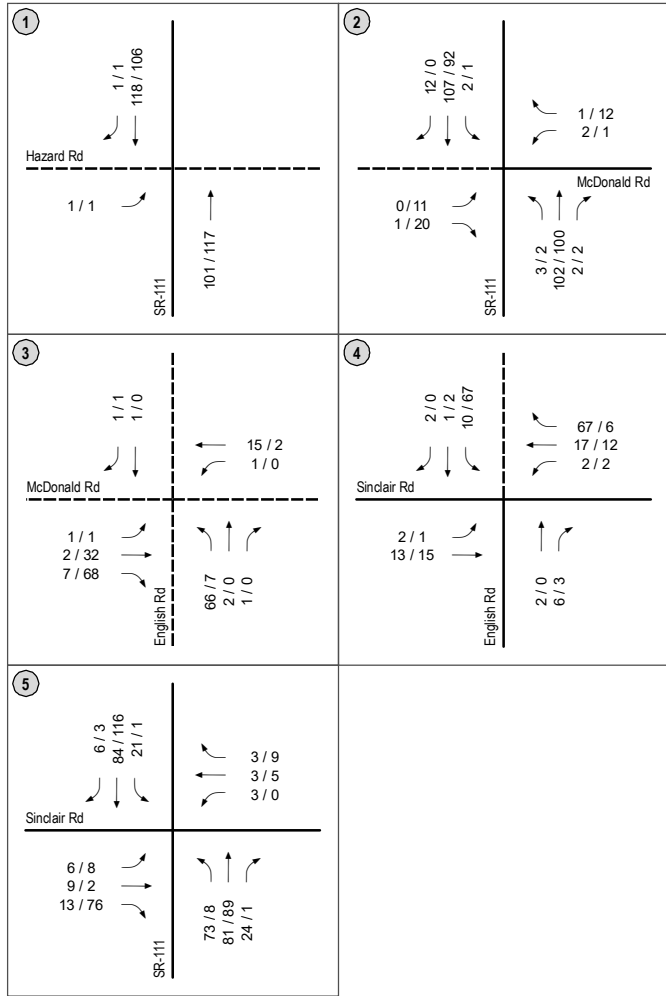 1
1 / 1
118 / 106
Hazard Rd
1 / 1
101 / 117
SR-111
2
12 / 0
107 / 92
2 / 1
1 / 12
2 / 1
McDonald Rd
0 / 11
1 / 20
3 / 2
102 / 100
2 / 2
SR-111
3
1 / 1
1 / 0
15 / 2
1 / 0
McDonald Rd
1 / 1
2 / 32
7 / 68
66 / 7
2 / 0
1 / 0
English Rd
4
2 / 0
1 / 2
10 / 67
67 / 6
17 / 12
2 / 2
Sinclair Rd
2 / 1
13 / 15
2 / 0
6 / 3
English Rd
5
6 / 3
84 / 116
21 / 1
3 / 9
3 / 5
3 / 0
Sinclair Rd
6 / 8
9 / 2
13 / 76
73 / 8
81 / 89
24 / 1
SR-111